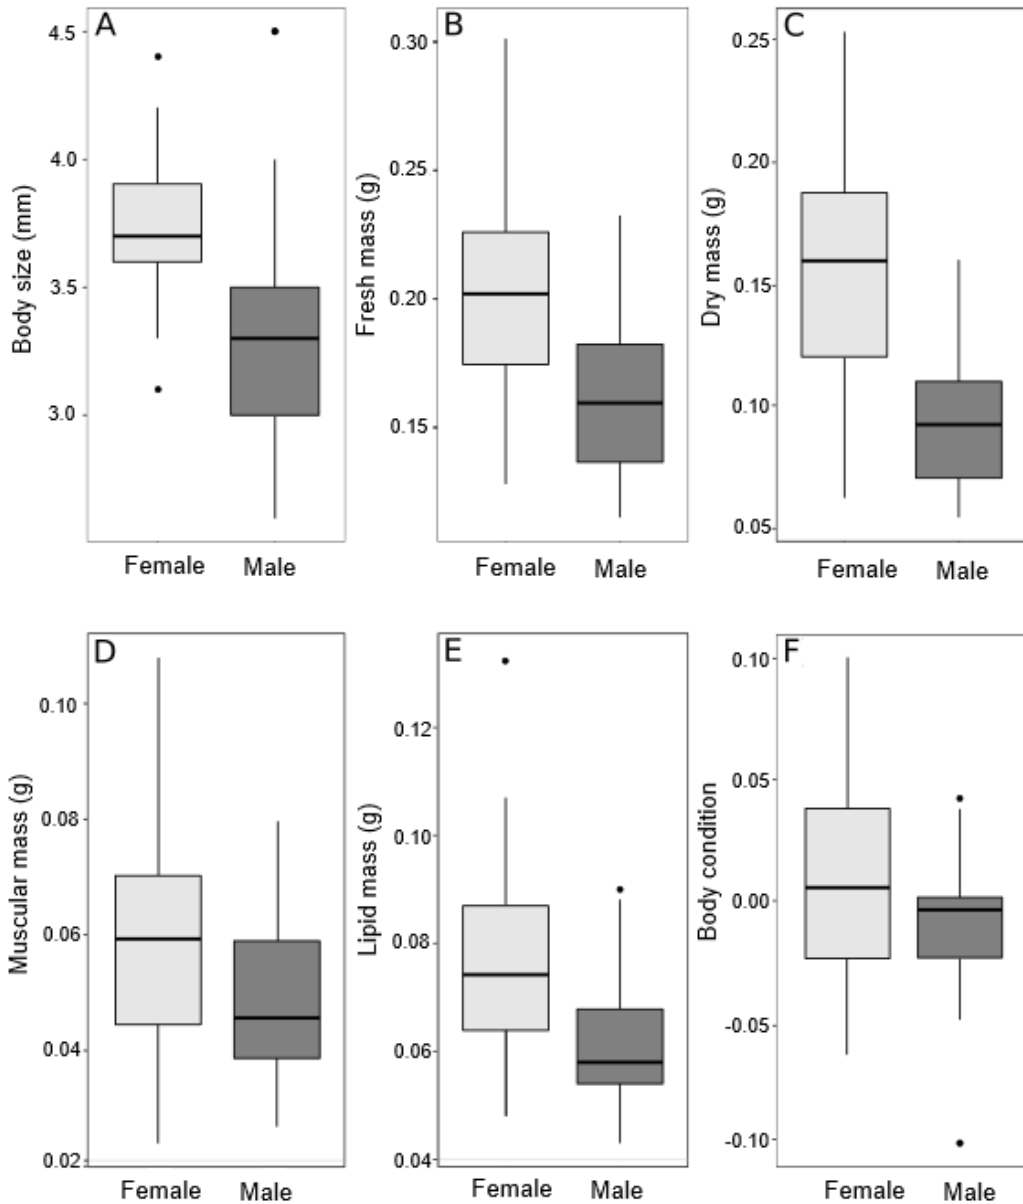 A
Body size (mm)
4.5
4.0
3.5
3.0
Female Male
B
Fresh mass (g)
0.30
0.25
0.20
0.15
Female Male
C
Dry mass (g)
0.25
0.20
0.15
0.10
0.05
Female Male
D
Muscular mass (g)
0.10
0.08
0.06
0.04
0.02
Female Male
E
Lipid mass (g)
0.12
0.10
0.08
0.06
0.04
Female Male
F
Body condition
0.10
0.05
0.00
-0.05
-0.10
Female Male